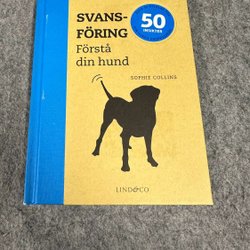 SVANS-
FÖRING
Förstå
din hund
50
INSIKTER
SOPHIE COLLINS
LIND&CO